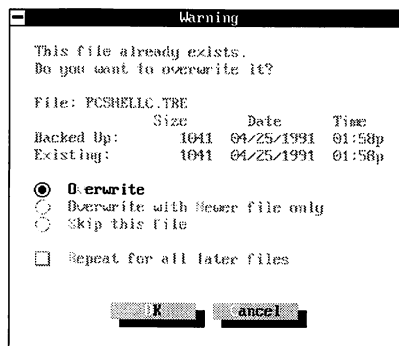 Warning
This file already exists.
Do you want to overwrite it?
File: PCSHELLC.TRE
Size Date Time
Backed Up: 1041 04/25/1991 01:58p
Existing: 1041 04/25/1991 01:58p
Overwrite
Overwrite with Newer file only
Skip this file
Repeat for all later files
OK Cancel